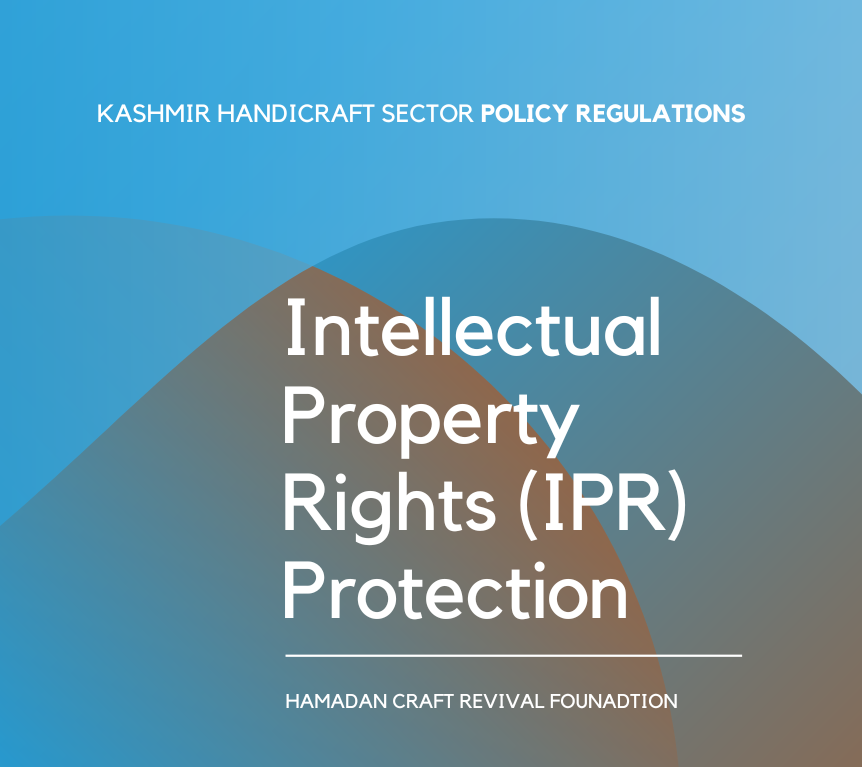 KASHMIR HANDICRAFT SECTOR POLICY REGULATIONS
Intellectual
Property
Rights (IPR)
Protection
HAMADAN CRAFT REVIVAL FOUNADTION